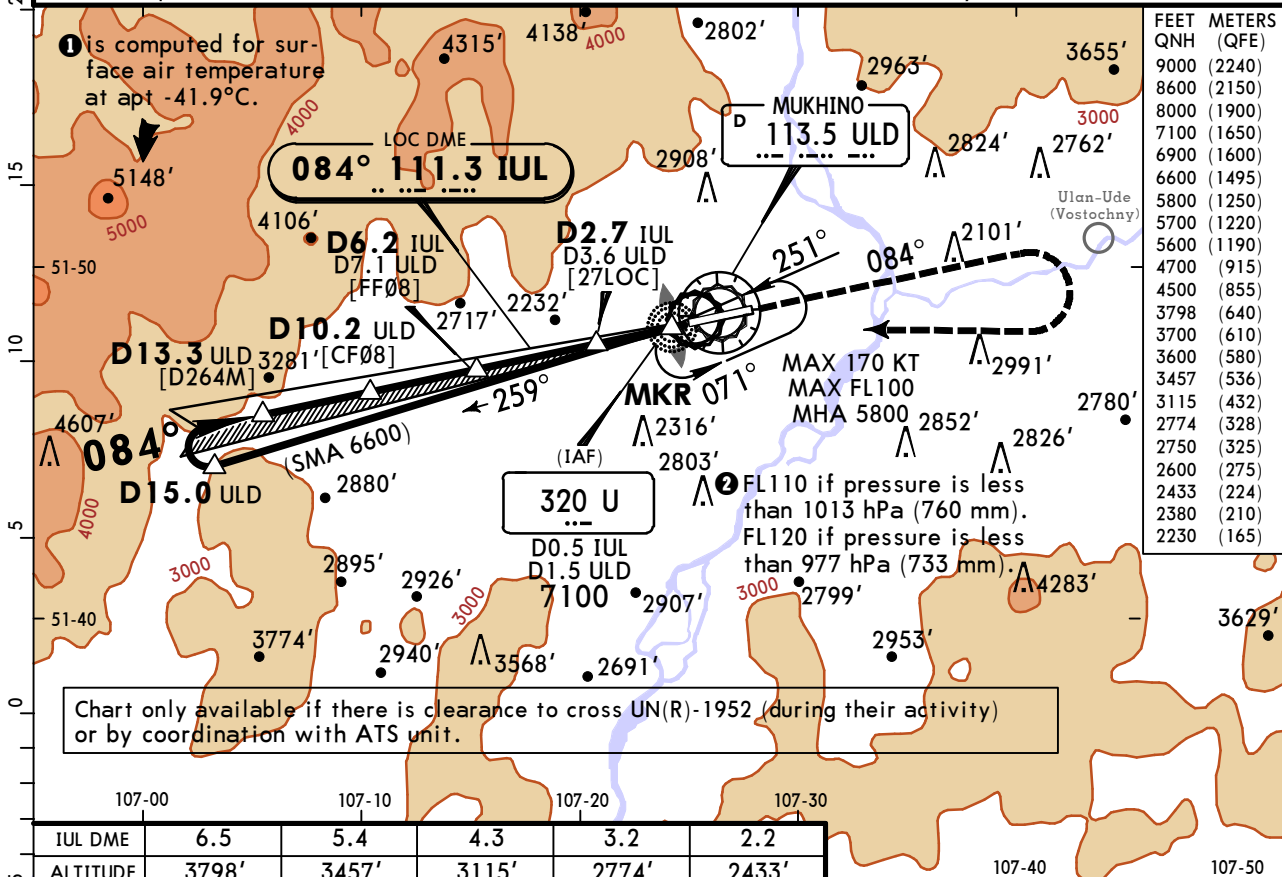 ❶ is computed for sur-
face air temperature
at apt -41.9°C.
4315'
4138'
4000
2802'
2963'
3655'
3000
4000
5148'
5000
4106'
LOC DME
084° 111.3 IUL
MUKHINO
D 113.5 ULD
2908'
2824'
2762'
Ulan-Ude
(Vostochny)
2101'
084°
251°
D6.2 IUL
D7.1 ULD
[FFØ8]
D2.7 IUL
D3.6 ULD
[27LOC]
2232'
2717'
D10.2 ULD
[CFØ8]
D13.3 ULD
[D264M]
3281'
4607'
084°
259°
(SMA 6600)
D15.0 ULD
MKR
071°
MAX 170 KT
MAX FL100
MHA 5800
2991'
2780'
2316'
2852'
2826'
2803'
(IAF)
320 U
D0.5 IUL
D1.5 ULD
7100
❷ FL110 if pressure is less
than 1013 hPa (760 mm).
FL120 if pressure is less
than 977 hPa (733 mm).
2880'
4000
3000
2895'
2926'
3000
2907'
3000
2799'
4283'
3774'
2940'
3568'
2691'
2953'
3629'
Chart only available if there is clearance to cross UN(R)-1952 (during their activity)
or by coordination with ATS unit.
15
51-50
10
5
51-40
0
107-00
107-10
107-20
107-30
107-40
107-50
FEET METERS
QNH (QFE)
9000 (2240)
8600 (2150)
8000 (1900)
7100 (1650)
6900 (1600)
6600 (1495)
5800 (1250)
5700 (1220)
5600 (1190)
4700 (915)
4500 (855)
3798 (640)
3700 (610)
3600 (580)
3457 (536)
3115 (432)
2774 (328)
2750 (325)
2600 (275)
2433 (224)
2380 (210)
2230 (165)
IUL DME 6.5 5.4 4.3 3.2 2.2
ALTITUDE 3798' 3457' 3115' 2774' 2433'